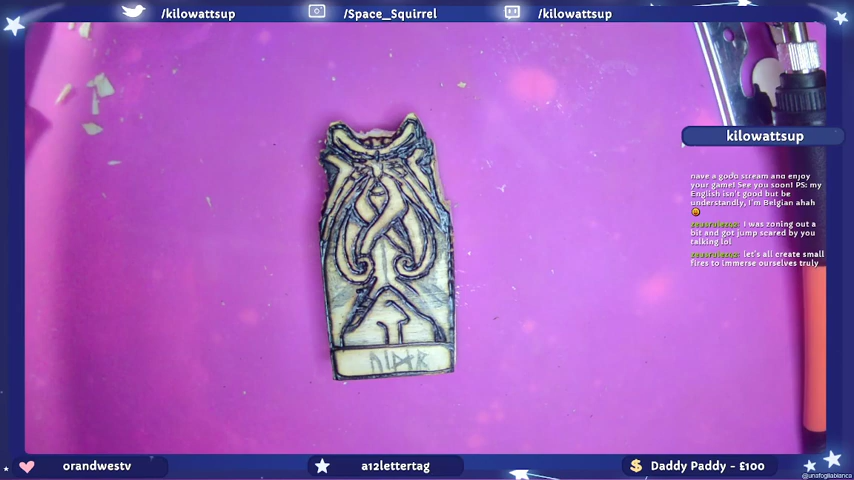 /kilowattsup
/Space_Squirrel
/kilowattsup
kilowattsup
have a good stream and enjoy
your game! See you soon! PS: my
English isn't good but be
understandly, i'm Belgian ahah
I was zoning out a
bit and got jump scared by you
talking lol
let's all create small
fires to immerse ourselves truly
orandwestv
a12lettertag
Daddy Paddy - £100
@unafogliabianca